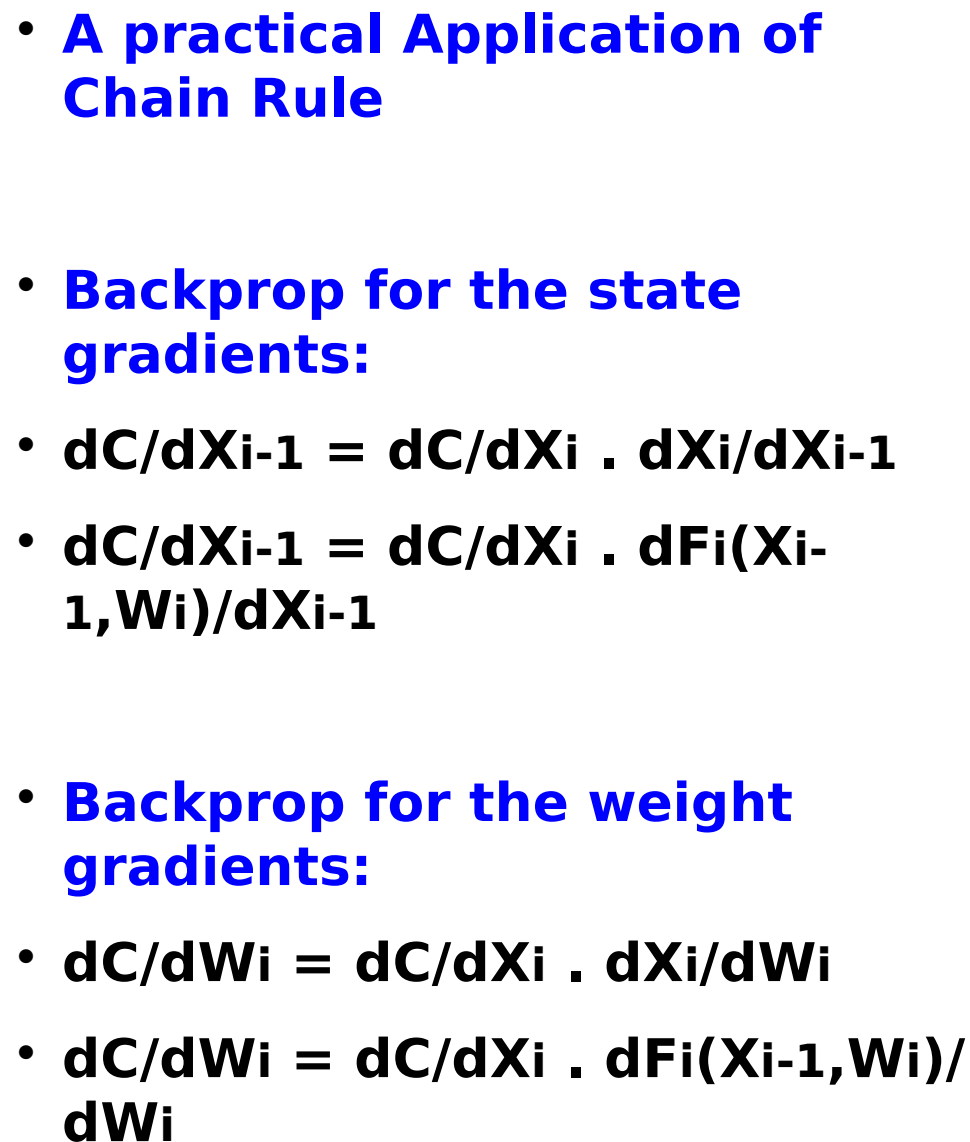 • A practical Application of
Chain Rule
• Backprop for the state
gradients:
• dC/dXi-1 = dC/dXi . dXi/dXi-1
• dC/dXi-1 = dC/dXi . dFi(Xi-
1,Wi)/dXi-1
• Backprop for the weight
gradients:
• dC/dWi = dC/dXi . dXi/dWi
• dC/dWi = dC/dXi . dFi(Xi-1,Wi)/
dWi